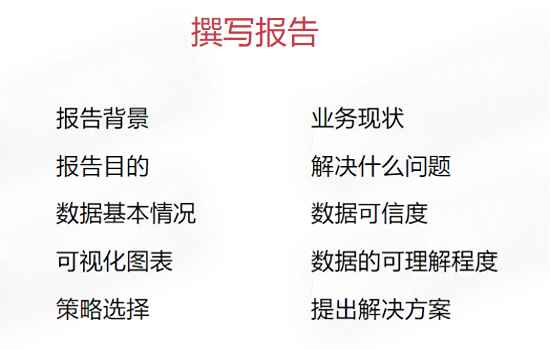 撰写报告
报告背景 业务现状
报告目的 解决什么问题
数据基本情况 数据可信度
可视化图表 数据的可理解程度
策略选择 提出解决方案